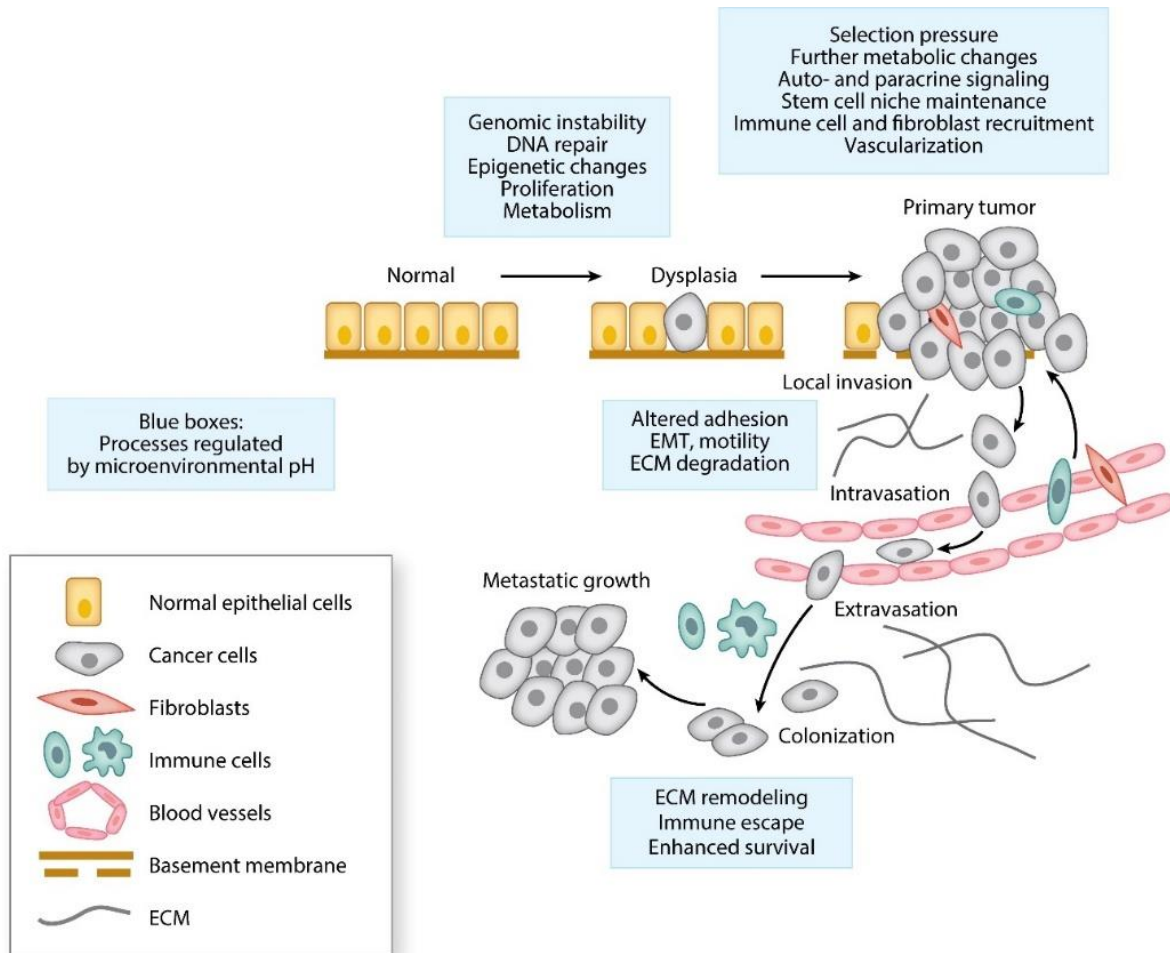 Selection pressure
Further metabolic changes
Auto- and paracrine signaling
Stem cell niche maintenance
Immune cell and fibroblast recruitment
Vascularization
Genomic instability
DNA repair
Epigenetic changes
Proliferation
Metabolism
Primary tumor
Normal
Dysplasia
Local invasion
Blue boxes:
Processes regulated
by microenvironmental pH
Altered adhesion
EMT, motility
ECM degradation
Intravasation
Metastatic growth
Extravasation
Colonization
ECM remodeling
Immune escape
Enhanced survival
Normal epithelial cells
Cancer cells
Fibroblasts
Immune cells
Blood vessels
Basement membrane
ECM